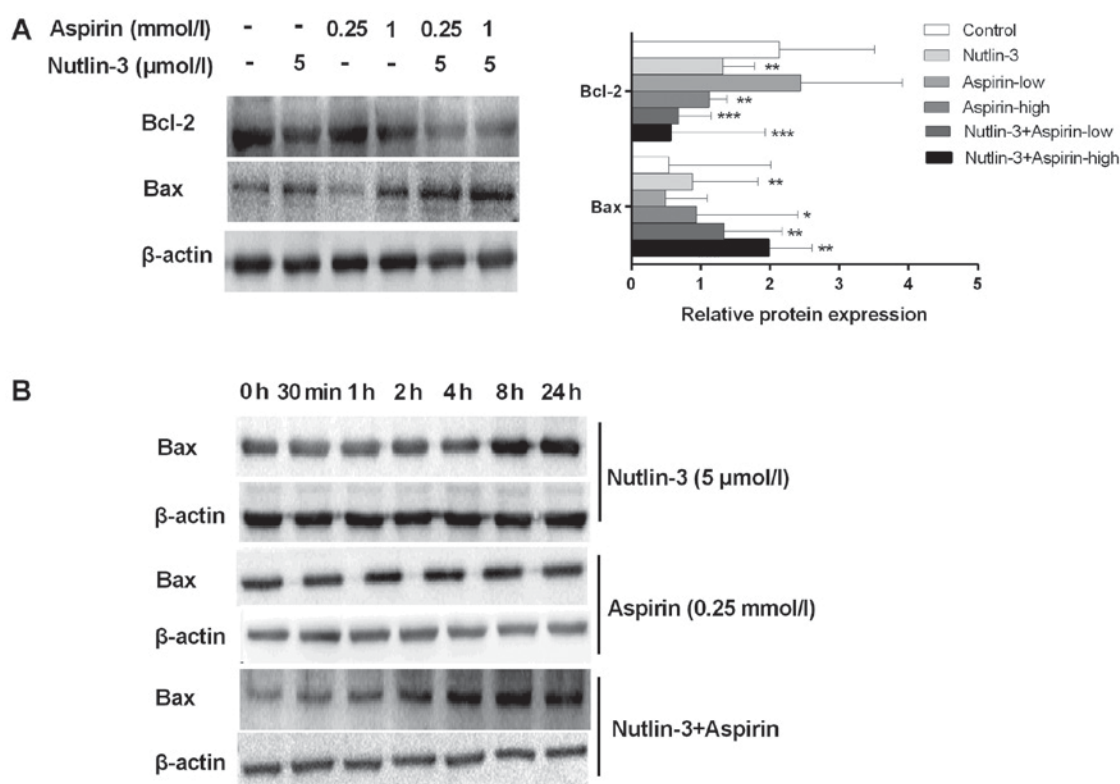 A
Aspirin (mmol/l) - - 0.25 1 0.25 1
Nutlin-3 (µmol/l) - 5 - - 5 5
Bcl-2
Bax
β-actin
Bcl-2
**
**
***
***
Bax
**
*
**
**
0 1 2 3 4 5
Relative protein expression
Control
Nutlin-3
Aspirin-low
Aspirin-high
Nutlin-3+Aspirin-low
Nutlin-3+Aspirin-high
B
0 h 30 min 1 h 2 h 4 h 8 h 24 h
Bax
β-actin
Nutlin-3 (5 µmol/l)
Bax
β-actin
Aspirin (0.25 mmol/l)
Bax
β-actin
Nutlin-3+Aspirin